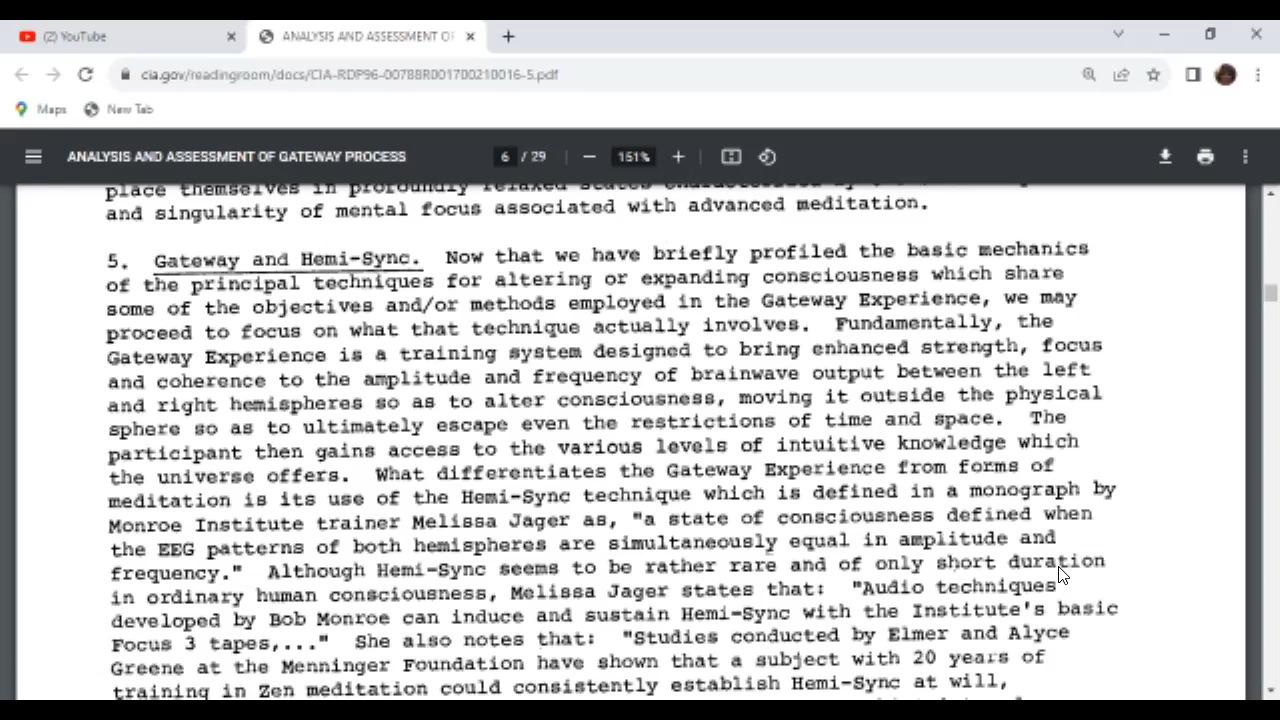 (2) YouTube
ANALYSIS AND ASSESSMENT OF
cia.gov/readingroom/docs/CIA-RDP96-00788R001700210016-5.pdf
Maps
New Tab
ANALYSIS AND ASSESSMENT OF GATEWAY PROCESS
6 / 29
151%
place themselves in profoundly relaxed states characterized
and singularity of mental focus associated with advanced meditation.
5. Gateway and Hemi-Sync. Now that we have briefly profiled the basic mechanics
of the principal techniques for altering or expanding consciousness which share
some of the objectives and/or methods employed in the Gateway Experience, we may
proceed to focus on what that technique actually involves. Fundamentally, the
Gateway Experience is a training system designed to bring enhanced strength, focus
and coherence to the amplitude and frequency of brainwave output between the left
and right hemispheres so as to alter consciousness, moving it outside the physical
sphere so as to ultimately escape even the restrictions of time and space. The
participant then gains access to the various levels of intuitive knowledge which
the universe offers. What differentiates the Gateway Experience from forms of
meditation is its use of the Hemi-Sync technique which is defined in a monograph by
Monroe Institute trainer Melissa Jager as, "a state of consciousness defined when
the EEG patterns of both hemispheres are simultaneously equal in amplitude and
frequency." Although Hemi-Sync seems to be rather rare and of only short duration
in ordinary human consciousness, Melissa Jager states that: "Audio techniques
developed by Bob Monroe can induce and sustain Hemi-Sync with the Institute's basic
Focus 3 tapes,..." She also notes that: "Studies conducted by Elmer and Alyce
Greene at the Menninger Foundation have shown that a subject with 20 years of
training in Zen meditation could consistently establish Hemi-Sync at will,